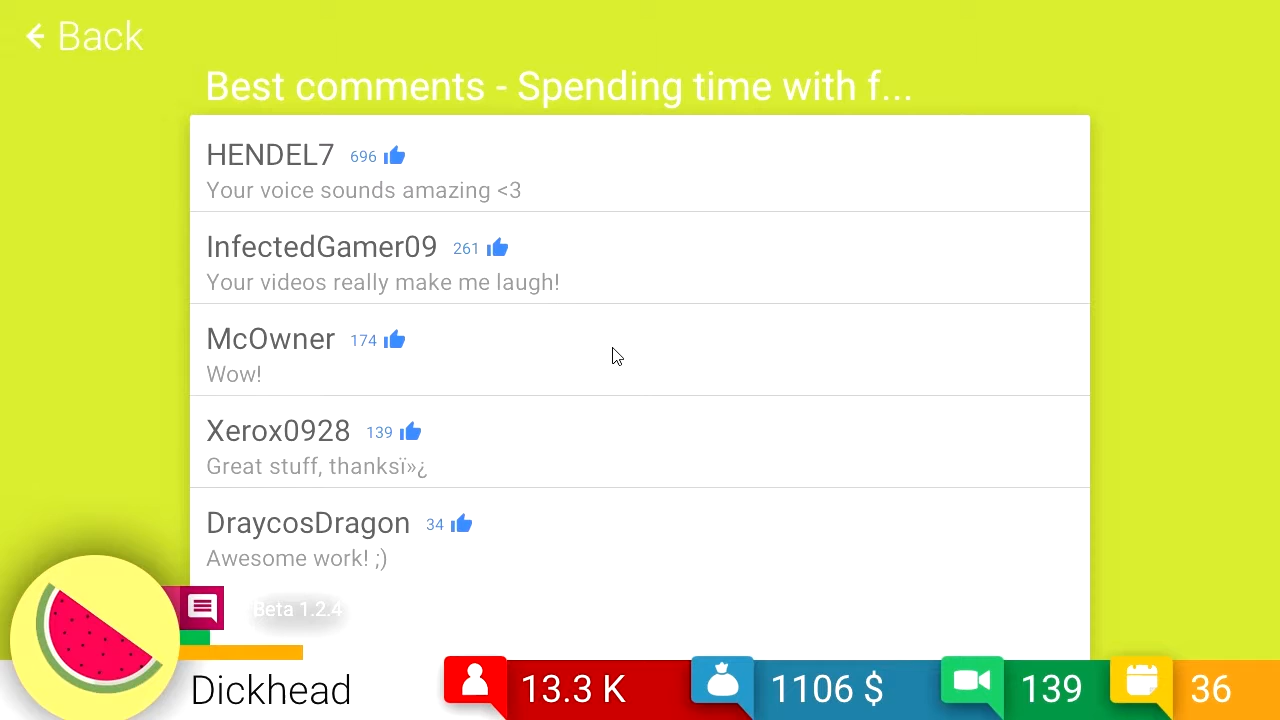 Back
Best comments - Spending time with f...
HENDEL7 696
Your voice sounds amazing <3
InfectedGamer09 261
Your videos really make me laugh!
McOwner 174
Wow!
Xerox0928 139
Great stuff, thanksï»¿
DraycosDragon 34
Awesome work! ;)
Beta 1.2.4
Dickhead 13.3 K 1106 $ 139 36